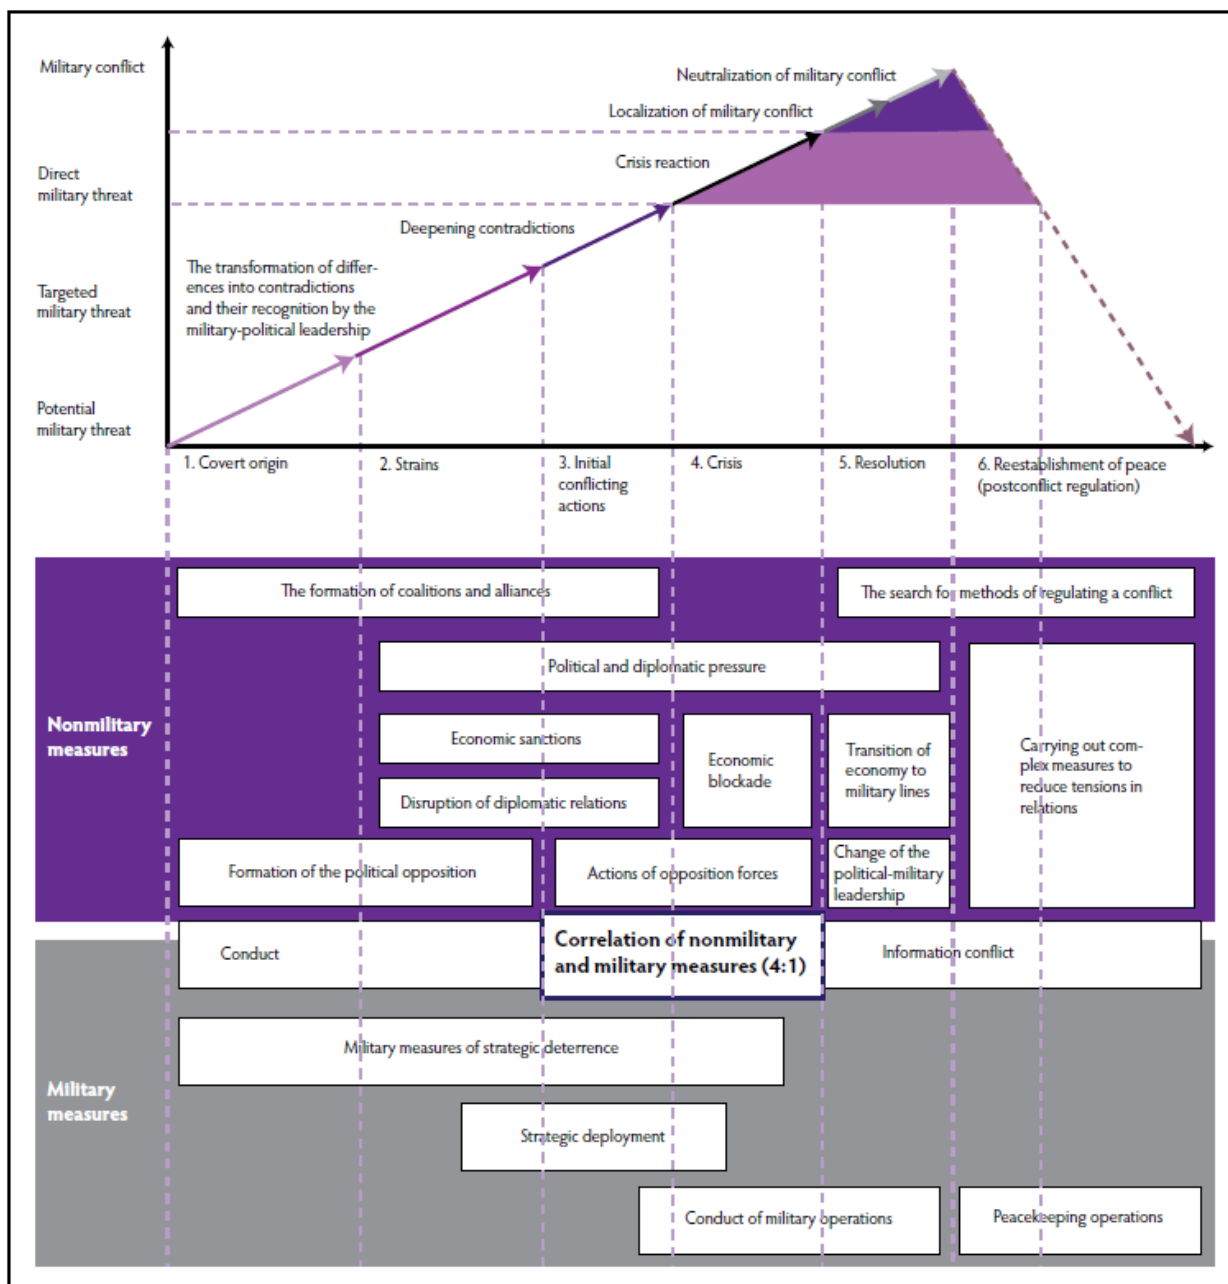 Military conflict
Neutralization of military conflict
Localization of military conflict
Direct
military threat
Crisis reaction
Deepening contradictions
The transformation of differ-
ences into contradictions
and their recognition by the
military-political leadership
Targeted
military threat
Potential
military threat
1. Covert origin
2. Strains
3. Initial
conflicting
actions
4. Crisis
5. Resolution
6. Reestablishment of peace
(postconflict regulation)
Nonmilitary
measures
The formation of coalitions and alliances
The search for methods of regulating a conflict
Political and diplomatic pressure
Economic sanctions
Disruption of diplomatic relations
Economic
blockade
Transition of
economy to
military lines
Carrying out com-
plex measures to
reduce tensions in
relations
Formation of the political opposition
Actions of opposition forces
Change of the
political-military
leadership
Conduct
Correlation of nonmilitary
and military measures (4:1)
Information conflict
Military
measures
Military measures of strategic deterrence
Strategic deployment
Conduct of military operations
Peacekeeping operations